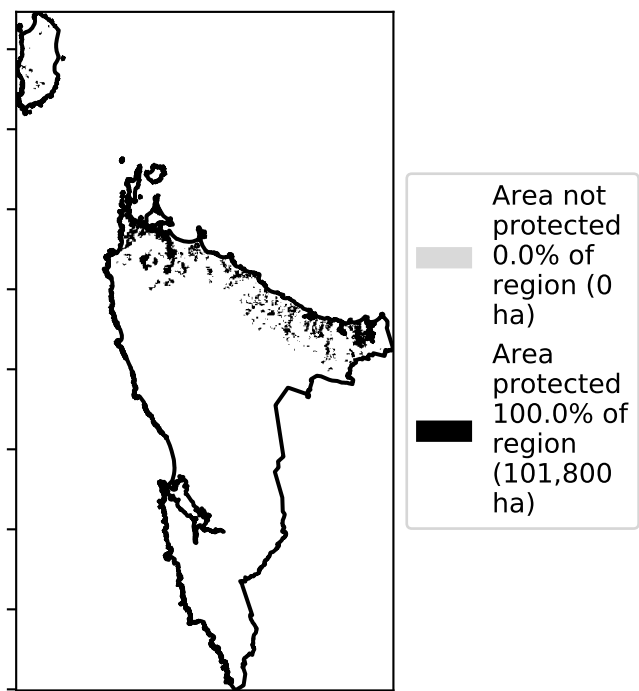 Area not
protected
0.0% of
region (0
ha)
Area
protected
100.0% of
region
(101,800
ha)